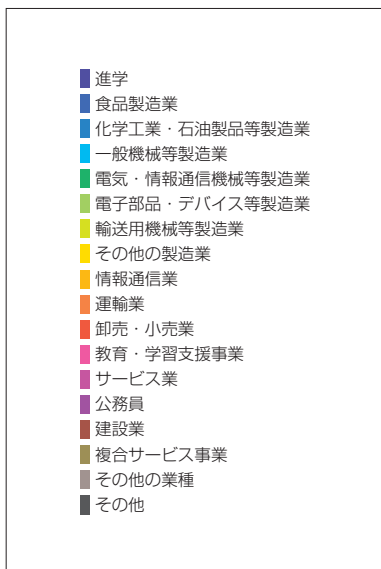 進学
食品製造業
化学工業・石油製品等製造業
一般機械等製造業
電気・情報通信機械等製造業
電子部品・デバイス等製造業
輸送用機械等製造業
その他の製造業
情報通信業
運輸業
卸売・小売業
教育・学習支援事業
サービス業
公務員
建設業
複合サービス事業
その他の業種
その他